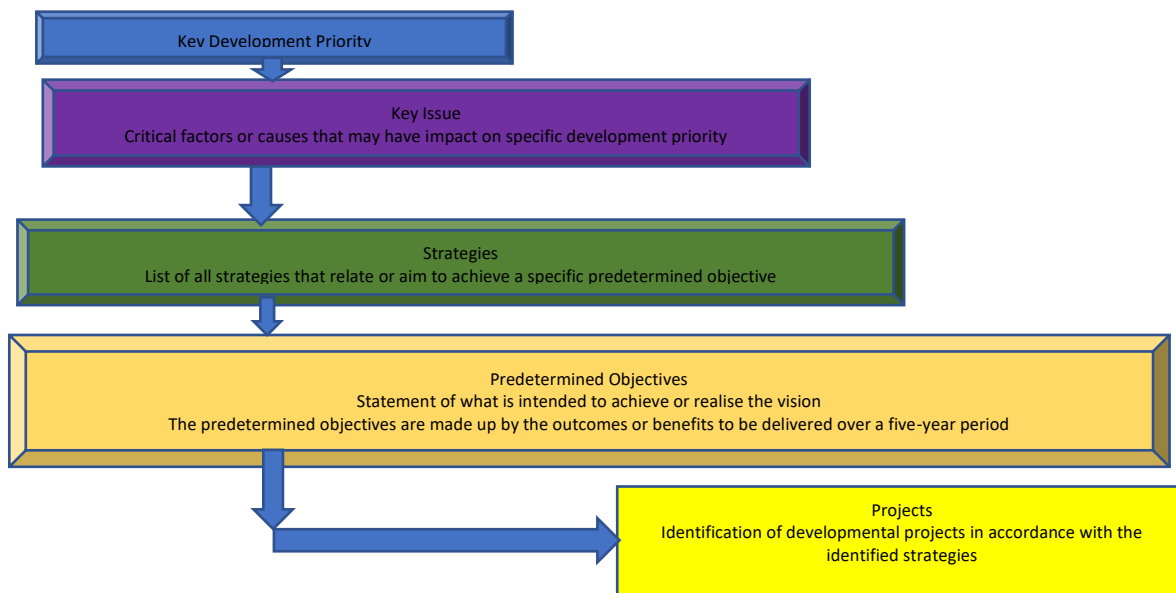 Key Development Priority
Key Issue
Critical factors or causes that may have impact on specific development priority
Strategies
List of all strategies that relate or aim to achieve a specific predetermined objective
Predetermined Objectives
Statement of what is intended to achieve or realise the vision
The predetermined objectives are made up by the outcomes or benefits to be delivered over a five-year period
Projects
Identification of developmental projects in accordance with the
identified strategies